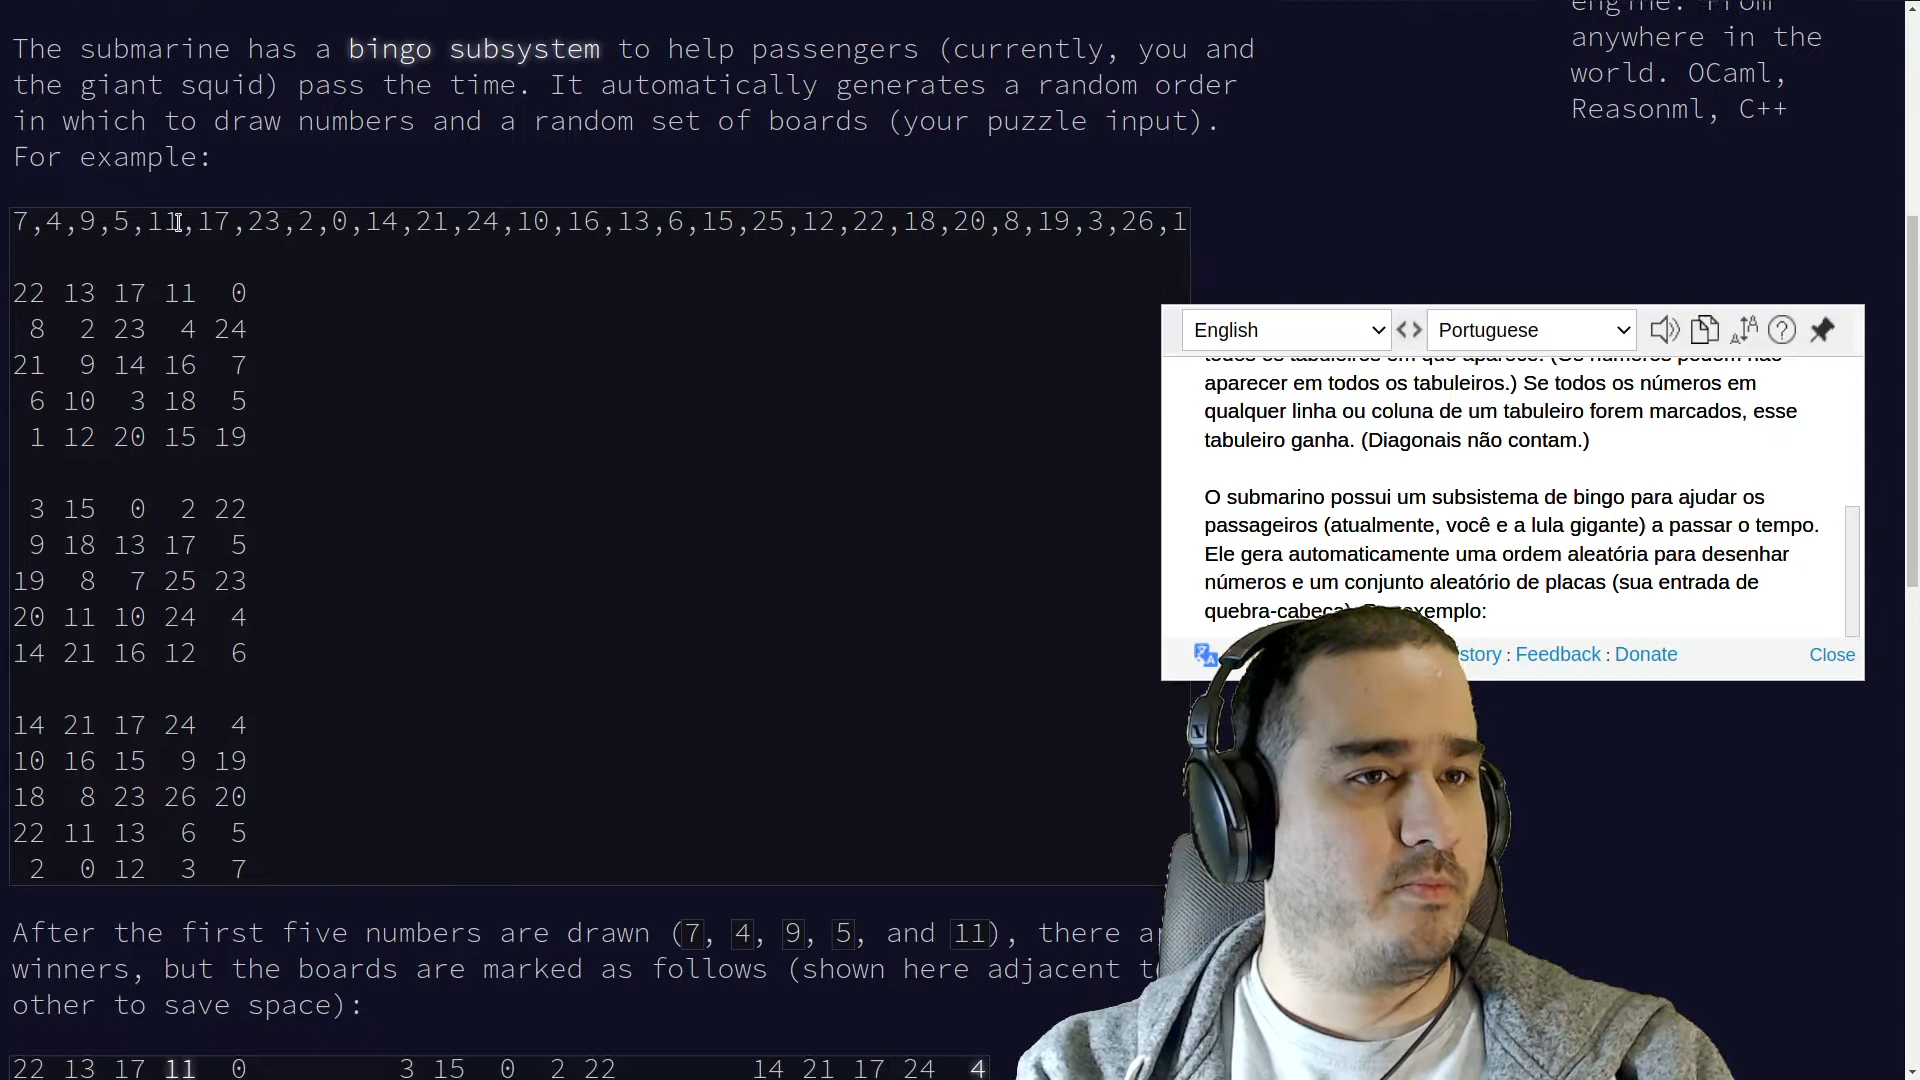 engine. From
anywhere in the
world. OCaml,
Reasonml, C++
The submarine has a bingo subsystem to help passengers (currently, you and
the giant squid) pass the time. It automatically generates a random order
in which to draw numbers and a random set of boards (your puzzle input).
For example:
7,4,9,5,11,17,23,2,0,14,21,24,10,16,13,6,15,25,12,22,18,20,8,19,3,26,1
22 13 17 11 0
8 2 23 4 24
21 9 14 16 7
6 10 3 18 5
1 12 20 15 19
3 15 0 2 22
9 18 13 17 5
19 8 7 25 23
20 11 10 24 4
14 21 16 12 6
14 21 17 24 4
10 16 15 9 19
18 8 23 26 20
22 11 13 6 5
2 0 12 3 7
After the first five numbers are drawn (7, 4, 9, 5, and 11), there
winners, but the boards are marked as follows (shown here adjacent
other to save space):
22 13 17 11 0 3 15 0 2 22 14 21 17 24 4
English <> Portuguese
todos os tabuleiros em que aparece. (Os números podem não
aparecer em todos os tabuleiros.) Se todos os números em
qualquer linha ou coluna de um tabuleiro forem marcados, esse
tabuleiro ganha. (Diagonais não contam.)
O submarino possui um subsistema de bingo para ajudar os
passageiros (atualmente, você e a lula gigante) a passar o tempo.
Ele gera automaticamente uma ordem aleatória para desenhar
números e um conjunto aleatório de placas (sua entrada de
quebra-cabeça). exemplo:
: Feedback : Donate
Close